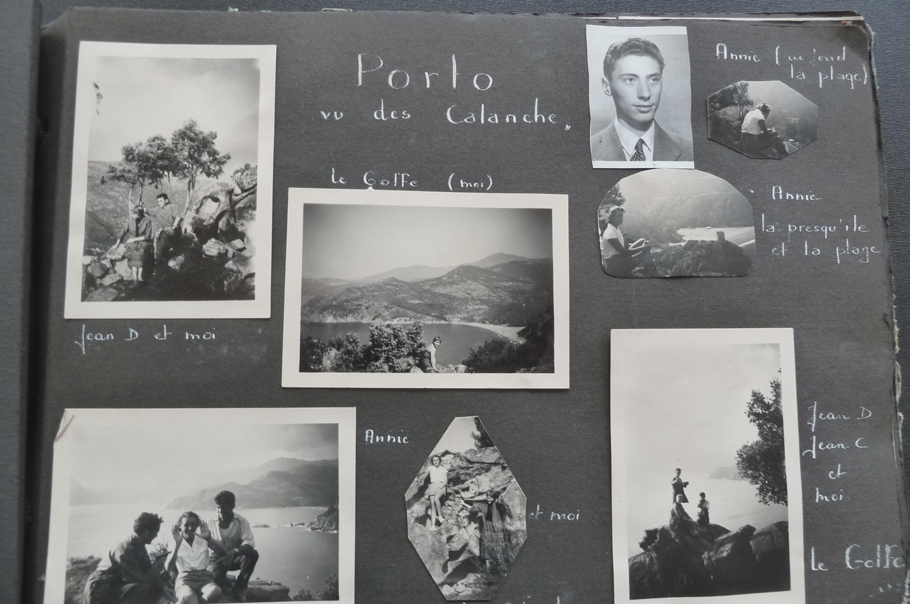 Porto
vu des Calanche„
Annie (au fond
la plage)
le Golfe (moi)
Annie
la presqu'ile
et la plage
Jean D et moi
Annie
et moi
Jean D
Jean C
et
moi
le Golfe